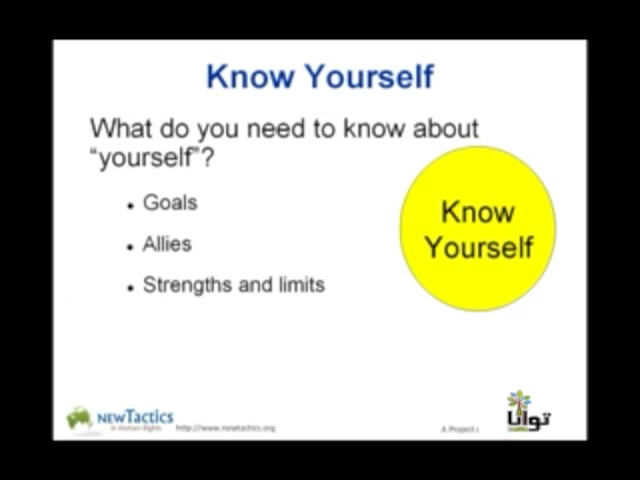 Know Yourself
What do you need to know about
“yourself”?
• Goals
• Allies
• Strengths and limits
Know
Yourself
NEWTactics
in Human Rights
http://www.newtactics.org
A Project
توانا